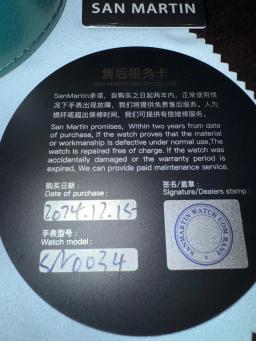 SAN MARTIN
售后服务卡
SanMartin承诺，自购买之日起两年内，正常使用情
况下手表出现故障，我们将提供免费售后服务。人为
损坏或超出保修时间，我们可提供有偿维修服务。
San Martin promises, Within two years from date
of purchase, If the watch proves that the material
or workmanship is defective under normal use,The
watch is repaired free of charge. If the watch was
accidentally damaged or the warranty period is
expired, We can provide paid maintenance service.
购买日期：
Date of purchase :
2024.12.15
签名/盖章：
Signature/Dealers stamp :
手表型号：
Watch model :
SN0034
SANMARTIN WATCH COMPANY